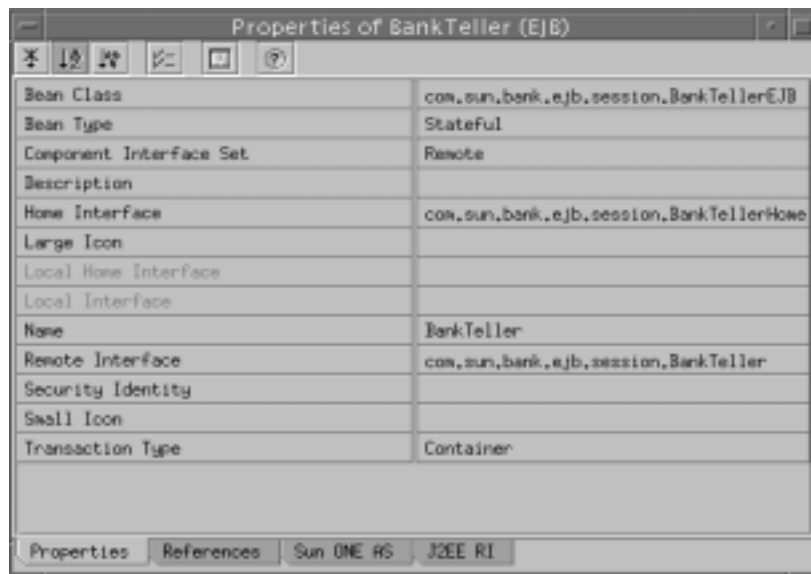 Properties of BankTeller (EJB)
Bean Class com.sun.bank.ejb.session.BankTellerEJB
Bean Type Stateful
Component Interface Set Remote
Description
Home Interface com.sun.bank.ejb.session.BankTellerHome
Large Icon
Local Home Interface
Local Interface
Name BankTeller
Remote Interface com.sun.bank.ejb.session.BankTeller
Security Identity
Small Icon
Transaction Type Container
Properties References Sun ONE AS J2EE RI